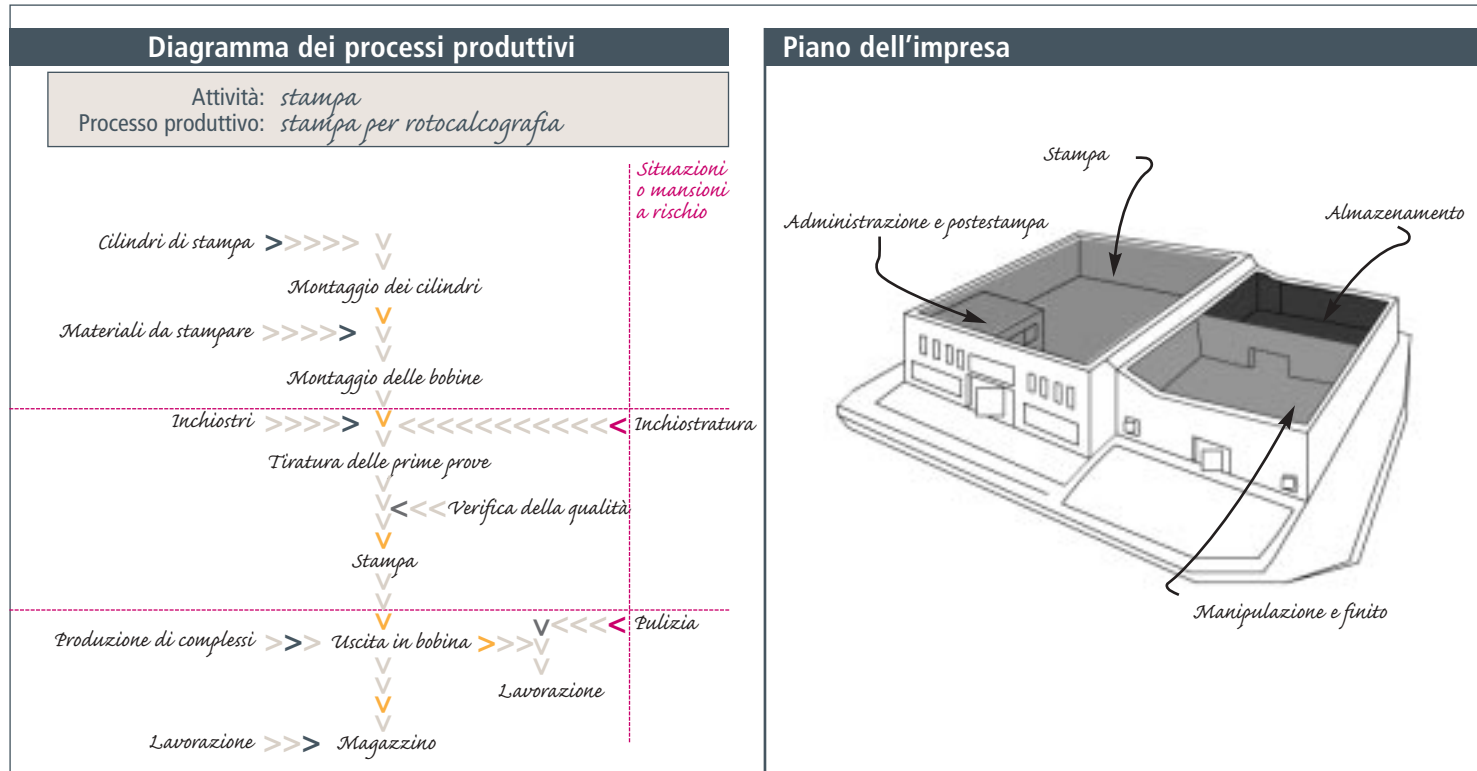 Diagramma dei processi produttivi
Attività: stampa
Processo produttivo: stampa per rotocalcografia
Situazioni
o mansioni
a rischio
Cilindri di stampa >>>>>
Montaggio dei cilindri
Materiali da stampare >>>>>
Montaggio delle bobine
Inchiostri >>>>> <<<<<<<<<<<< Inchiostratura
Tiratura delle prime prove
<<< Verifica della qualità
Stampa
Produzione di complessi >>> Uscita in bobina >>>> <<<<< Pulizia
Lavorazione
Lavorazione >>> Magazzino
Piano dell'impresa
Stampa
Administrazione e postestampa
Almazenamento
Manipulazione e finito